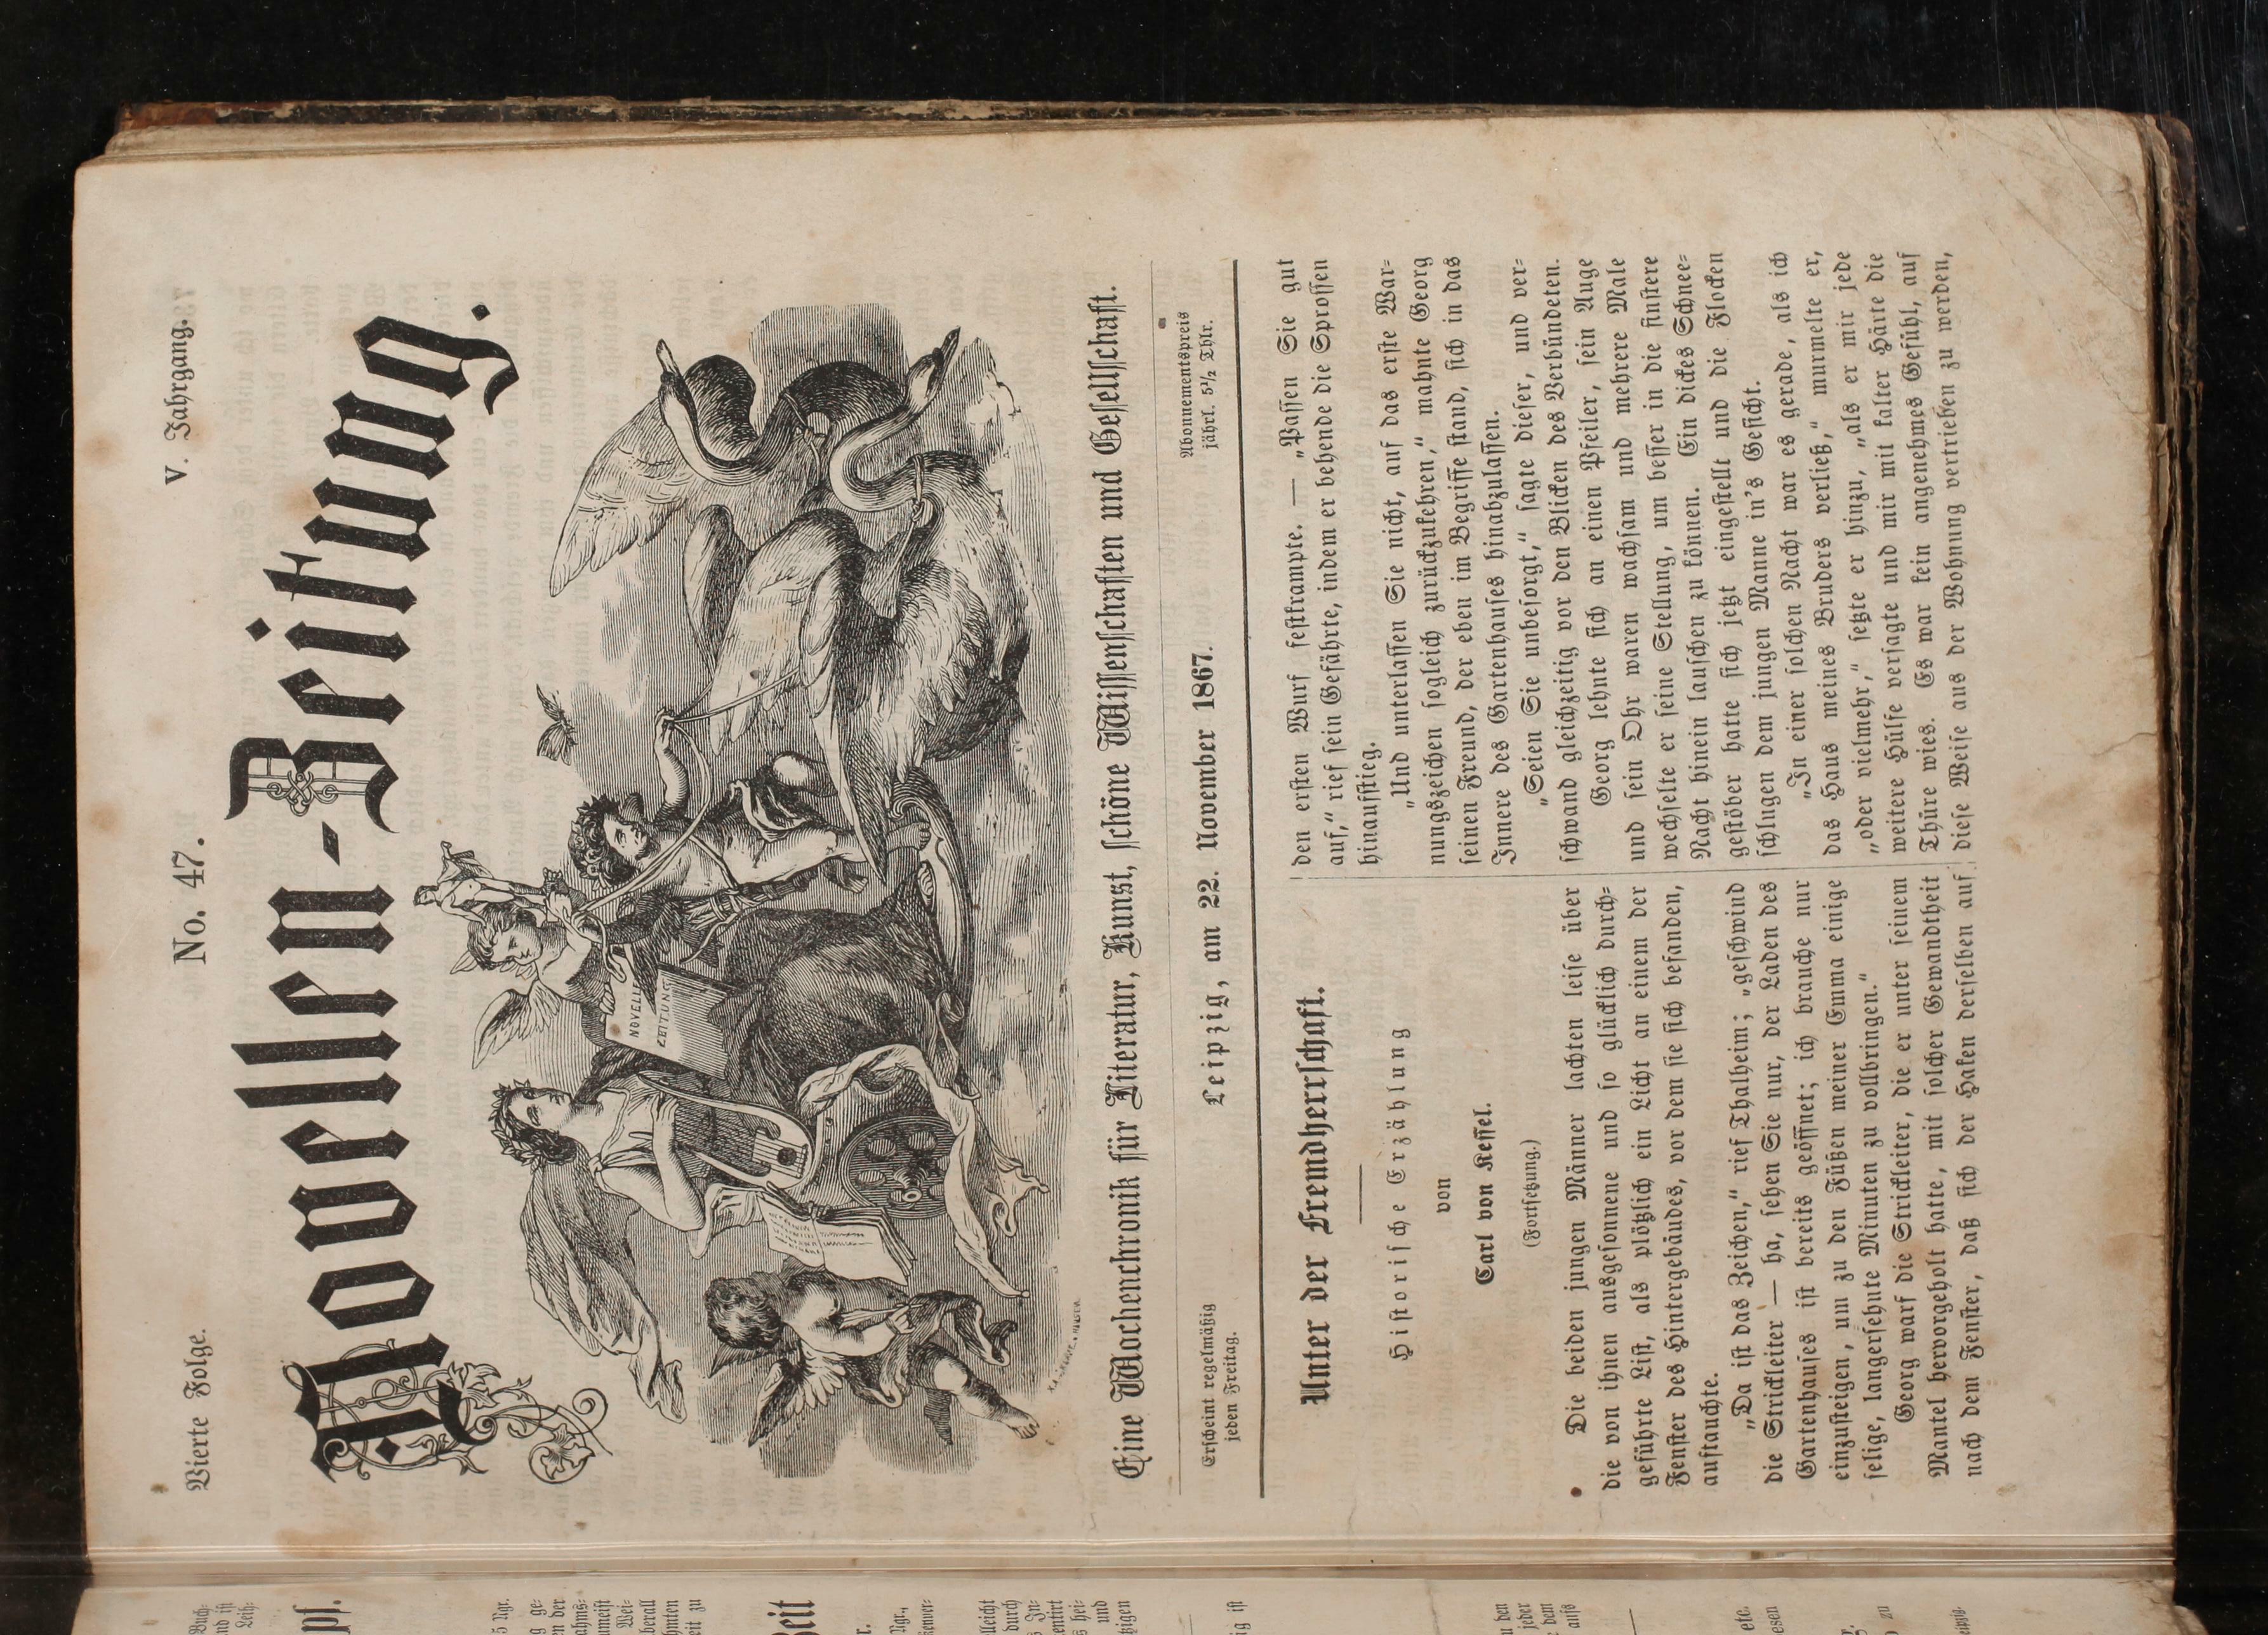 Vierte Folge.
No. 47.
V. Jahrgang.
Novellen-Zeitung.
NOVELLE
ZEITUNG
Eine Wochenchronik für Literatur, Kunst, schöne Wissenschaften und Gesellschaft.
Erscheint regelmäßig
jeden Freitag.
Leipzig, am 22. November 1867.
Abonnementspreis
jährl. 5½ Thlr.
Unter der Fremdherrschaft.
Historische Erzählung
von
Carl von Kessel.
(Fortsetzung.)
Die beiden jungen Männer lachten leise über
die von ihnen ausgesonnene und so glücklich durch=
geführte List, als plötzlich ein Licht an einem der
Fenster des Hintergebäudes, vor dem sie sich befanden,
auftauchte.
„Da ist das Zeichen,“ rief Thalheim; „geschwind
die Strickleiter — ha, sehen Sie nur, der Laden des
Gartenhauses ist bereits geöffnet; ich brauche nur
einzusteigen, um zu den Füßen meiner Emma einige
selige, langersehnte Minuten zu vollbringen.“
Georg warf die Strickleiter, die er unter seinem
Mantel hervorgeholt hatte, mit solcher Gewandtheit
nach dem Fenster, daß sich der Haken derselben auf
den ersten Wurf festkrampte. — „Passen Sie gut
auf,“ rief sein Gefährte, indem er behende die Sprossen
hinaufstieg.
„Und unterlassen Sie nicht, auf das erste War=
nungszeichen sogleich zurückzukehren,“ mahnte Georg
seinen Freund, der eben im Begriffe stand, sich in das
Innere des Gartenhauses hinabzulassen.
„Seien Sie unbesorgt,“ sagte dieser, und ver=
schwand gleichzeitig vor den Blicken des Verbündeten.
Georg lehnte sich an einen Pfeiler, sein Auge
und sein Ohr waren wachsam und mehrere Male
wechselte er seine Stellung, um besser in die finstere
Nacht hinein lauschen zu können. Ein dickes Schnee=
gestöber hatte sich jetzt eingestellt und die Flocken
schlugen dem jungen Manne in's Gesicht.
„In einer solchen Nacht war es gerade, als ich
das Haus meines Bruders verließ,“ murmelte er,
„oder vielmehr,“ setzte er hinzu, „als er mir jede
weitere Hülfe versagte und mir mit kalter Härte die
Thüre wies. Es war kein angenehmes Gefühl, auf
diese Weise aus der Wohnung vertrieben zu werden,